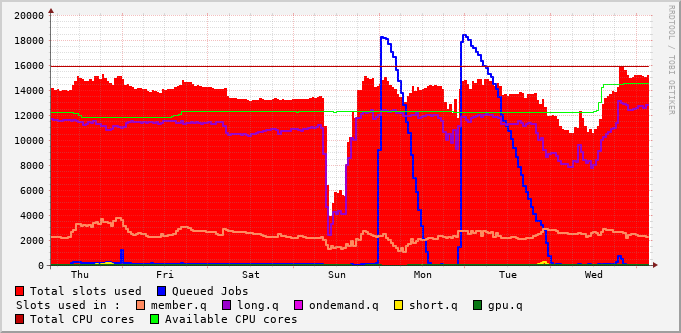 RRDTOOL / TOBI OETIKER
20000
18000
16000
14000
12000
10000
8000
6000
4000
2000
0
Thu Fri Sat Sun Mon Tue Wed
Total slots used Queued Jobs
Slots used in : member.q long.q ondemand.q short.q gpu.q
Total CPU cores Available CPU cores